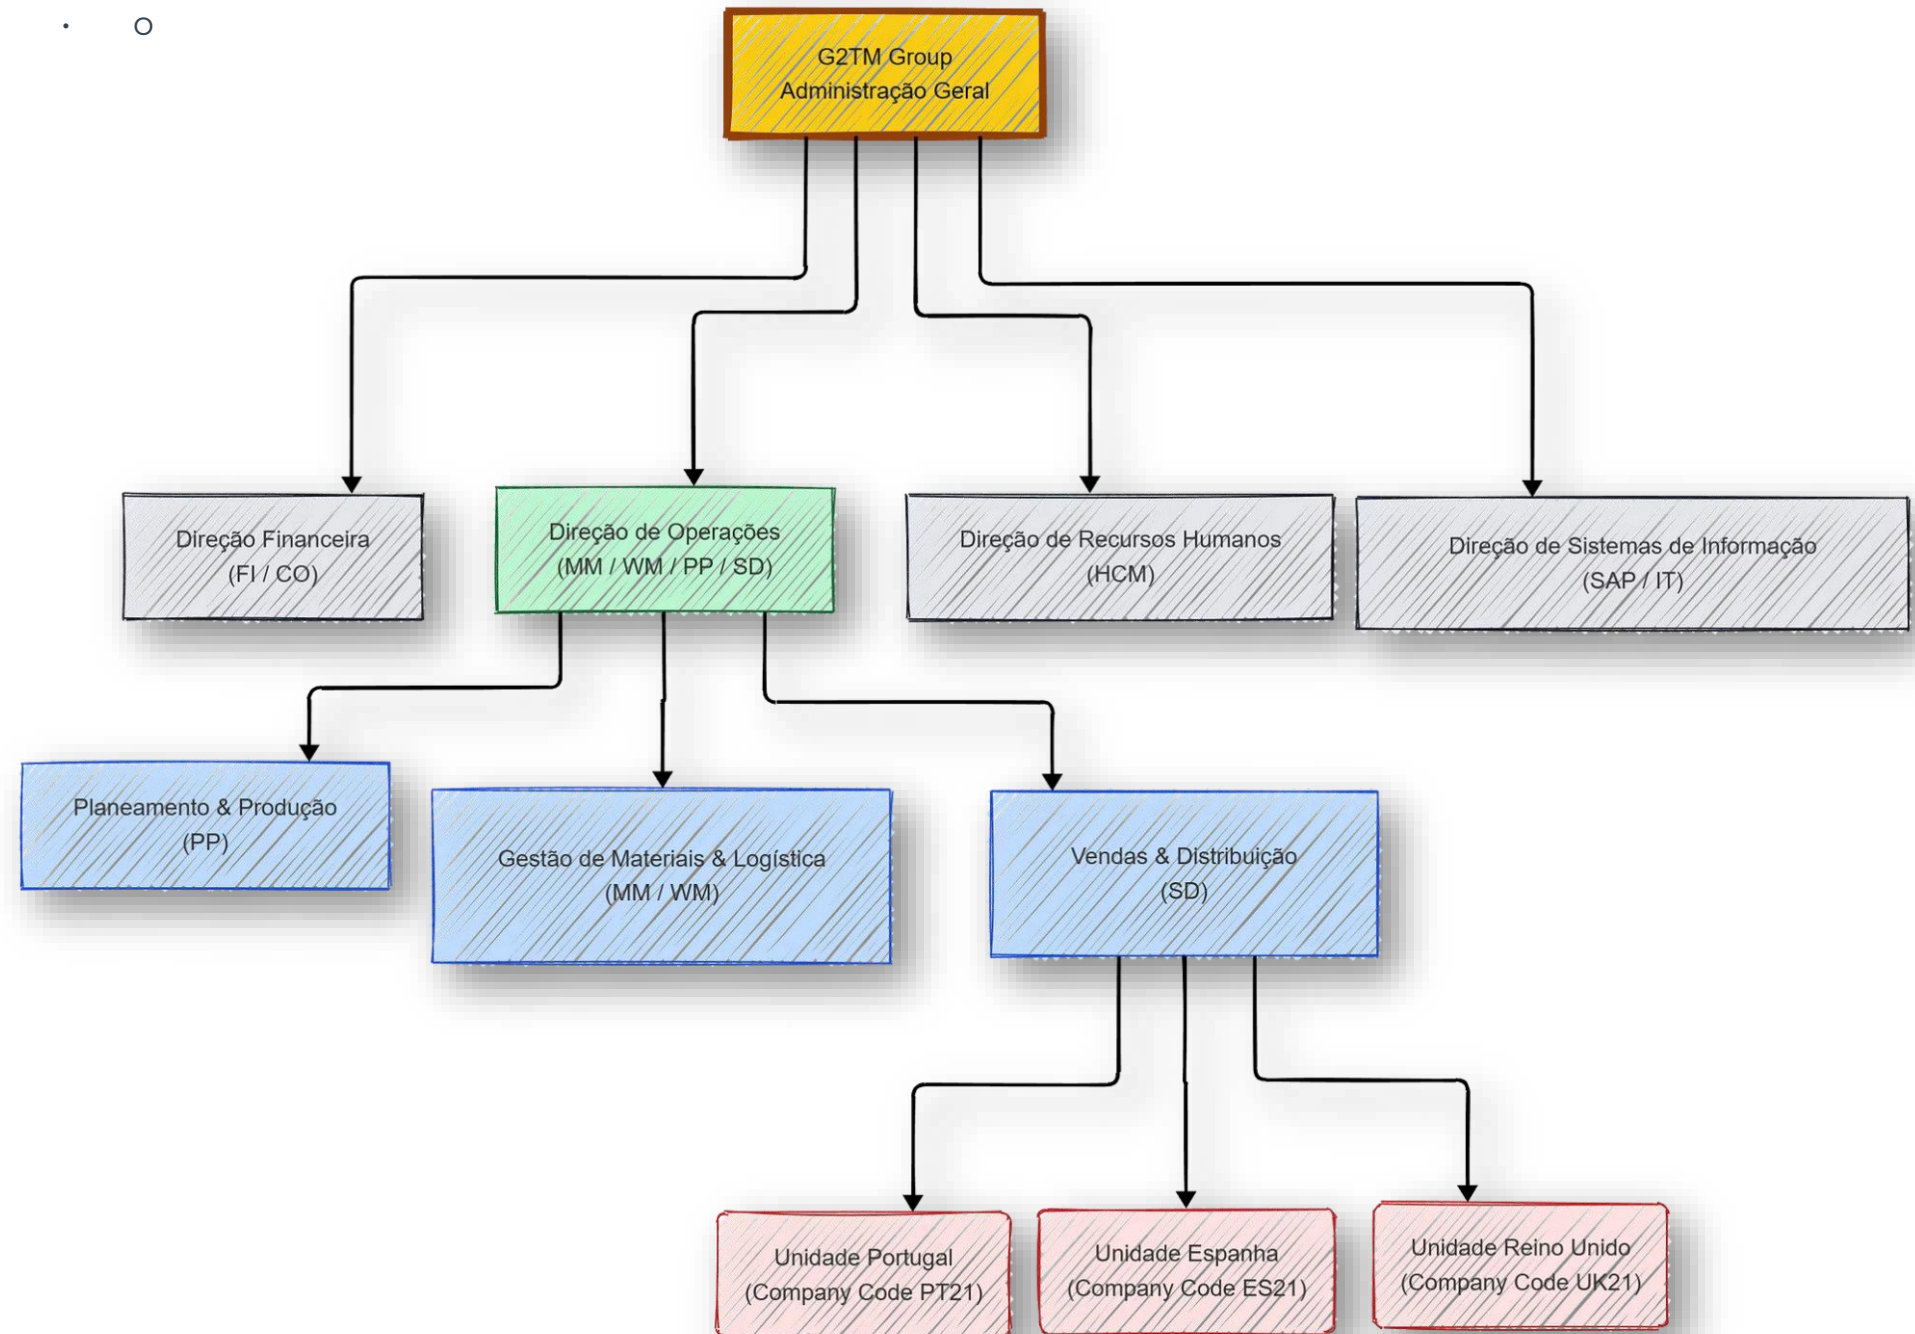 • O
G2TM Group
Administração Geral
Direção Financeira
(FI / CO)
Direção de Operações
(MM / WM / PP / SD)
Direção de Recursos Humanos
(HCM)
Direção de Sistemas de Informação
(SAP / IT)
Planeamento & Produção
(PP)
Gestão de Materiais & Logística
(MM / WM)
Vendas & Distribuição
(SD)
Unidade Portugal
(Company Code PT21)
Unidade Espanha
(Company Code ES21)
Unidade Reino Unido
(Company Code UK21)